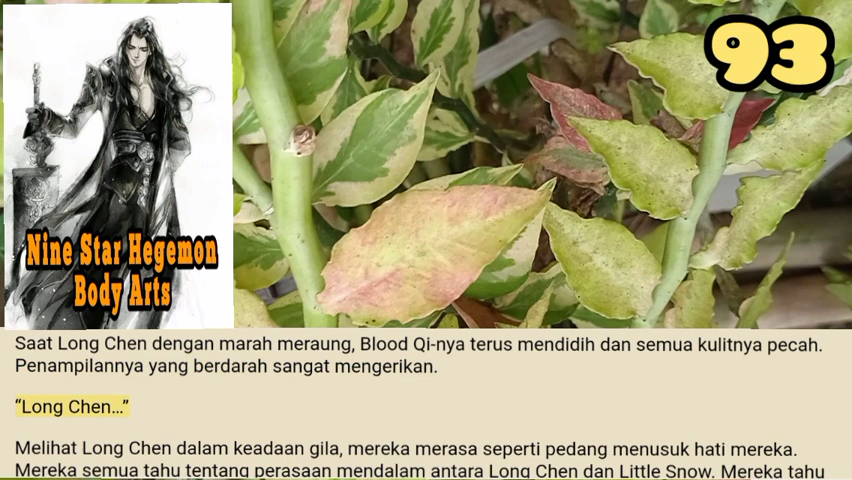 93
Nine Star Hegemon
Body Arts
Saat Long Chen dengan marah meraung, Blood Qi-nya terus mendidih dan semua kulitnya pecah.
Penampilannya yang berdarah sangat mengerikan.
“Long Chen…”
Melihat Long Chen dalam keadaan gila, mereka merasa seperti pedang menusuk hati mereka.
Mereka semua tahu tentang perasaan mendalam antara Long Chen dan Little Snow. Mereka tahu